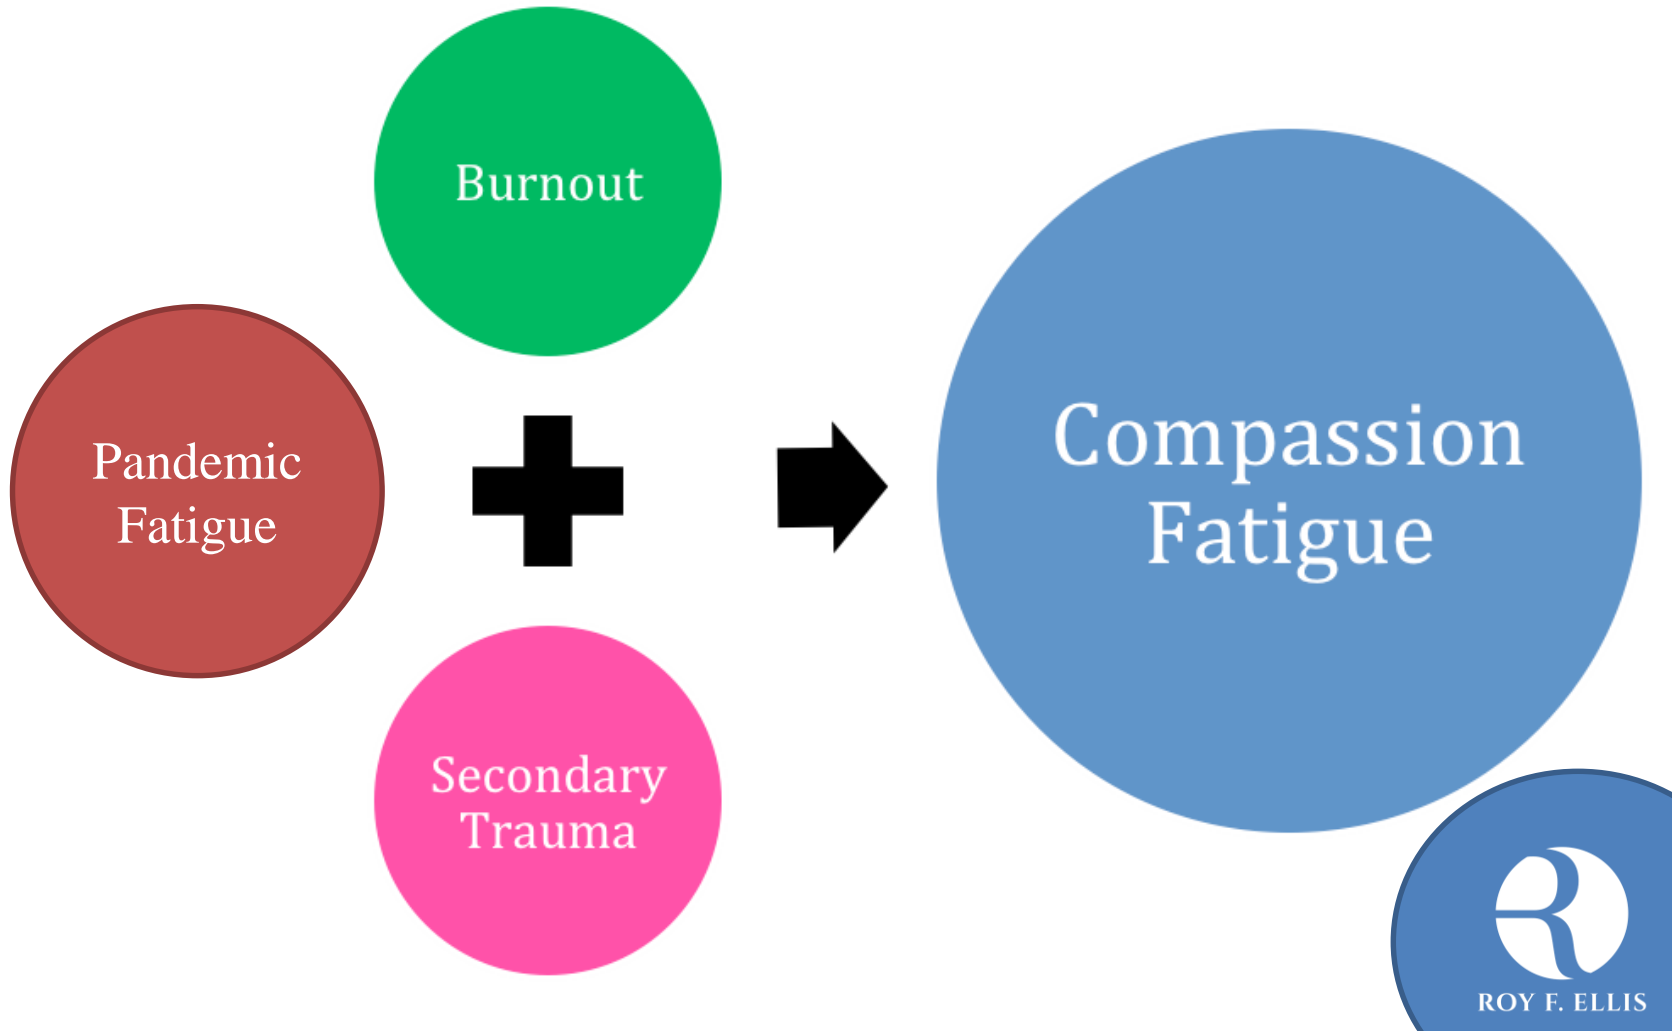 Burnout
Pandemic
Fatigue
Secondary
Trauma
Compassion
Fatigue
ROY F. ELLIS